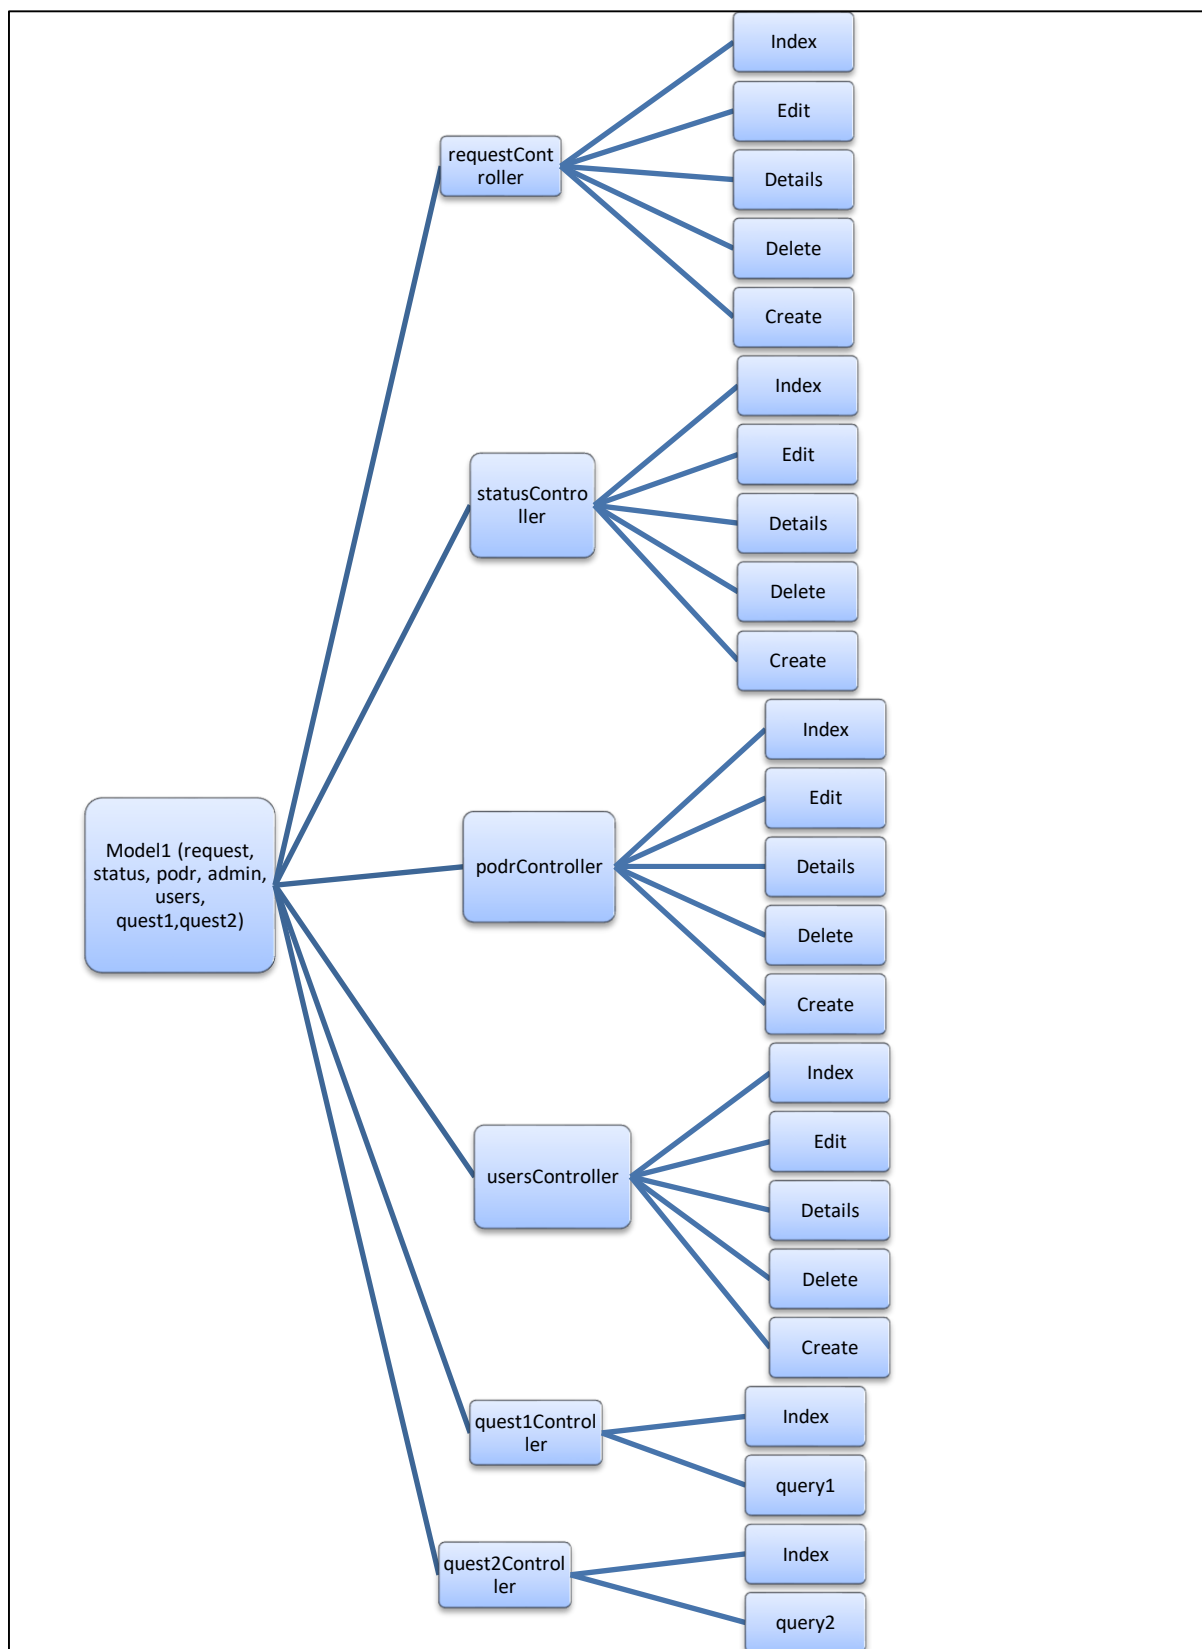 Model1 (request,
status, podr, admin,
users,
quest1,quest2)
requestCont
roller
Index
Edit
Details
Delete
Create
statusContro
ller
Index
Edit
Details
Delete
Create
podrController
Index
Edit
Details
Delete
Create
usersController
Index
Edit
Details
Delete
Create
quest1Control
ler
Index
query1
quest2Control
ler
Index
query2